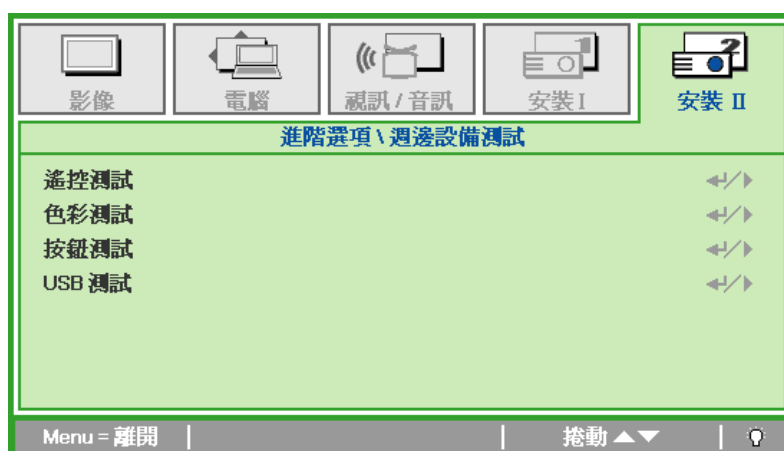 影像 電腦 視訊 / 音訊 安裝 I 安裝 II
進階選項 \ 週邊設備測試
遙控測試
色彩測試
按鈕測試
USB 測試
Menu = 離開 捲動